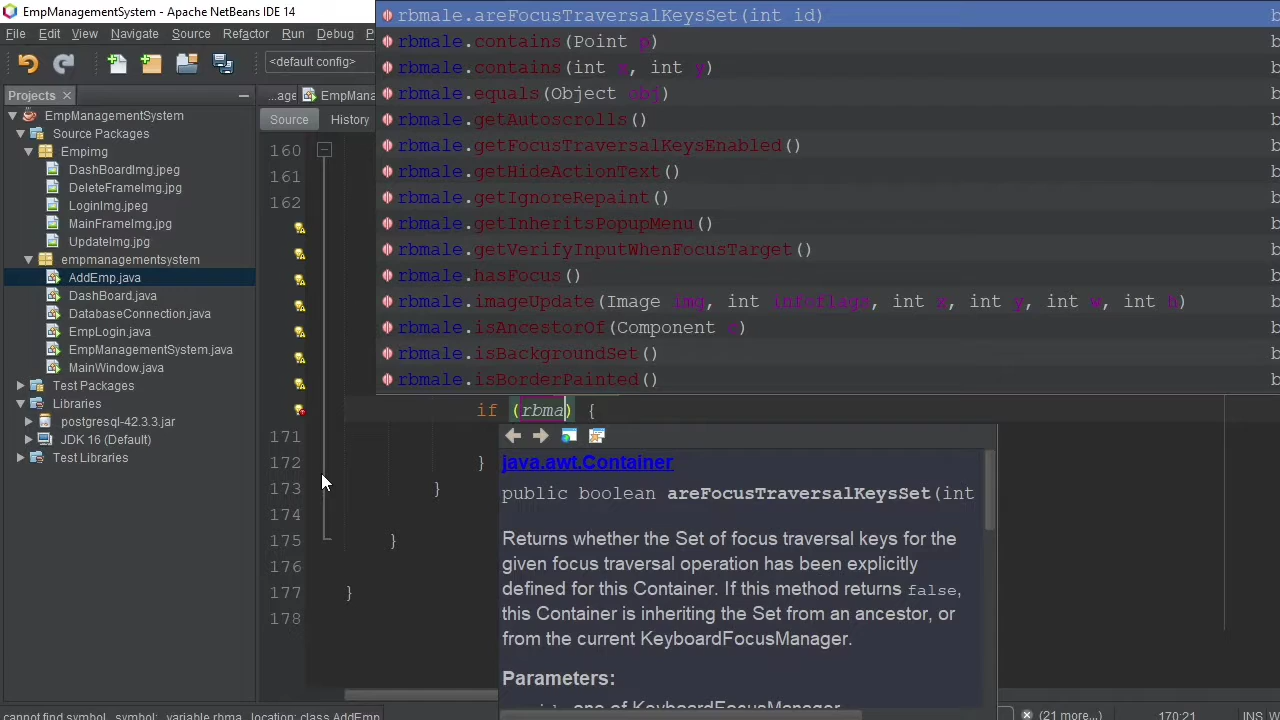 EmpManagementSystem - Apache NetBeans IDE 14
File Edit View Navigate Source Refactor Run Debug P
<default config>
Projects
...age
EmpMana
Source History
EmpManagementSystem
Source Packages
Empimg
DashBoardImg.jpeg
DeleteFrameImg.jpg
LoginImg.jpeg
MainFrameImg.jpg
UpdateImg.jpg
empmanagementsystem
AddEmp.java
DashBoard.java
DatabaseConnection.java
EmpLogin.java
EmpManagementSystem.java
MainWindow.java
Test Packages
Libraries
postgresql-42.3.3.jar
JDK 16 (Default)
Test Libraries
rbmale.areFocusTraversalKeysSet(int id)
rbmale.contains(Point p)
rbmale.contains(int x, int y)
rbmale.equals(Object obj)
rbmale.getAutoscrolls()
rbmale.getFocusTraversalKeysEnabled()
rbmale.getHideActionText()
rbmale.getIgnoreRepaint()
rbmale.getInheritsPopupMenu()
rbmale.getVerifyInputWhenFocusTarget()
rbmale.hasFocus()
rbmale.imageUpdate(Image img, int infoflags, int x, int y, int w, int h)
rbmale.isAncestorOf(Component c)
rbmale.isBackgroundSet()
rbmale.isBorderPainted()
160
161
162
if (rbma) {
171
172 }
173 }
174
175 }
176
177 }
178
java.awt.Container
public boolean areFocusTraversalKeysSet(int
Returns whether the Set of focus traversal keys for the
given focus traversal operation has been explicitly
defined for this Container. If this method returns false,
this Container is inheriting the Set from an ancestor, or
from the current KeyboardFocusManager.
Parameters:
one of KeyboardFocusManager
cannot find symbol symbol: variable rbma location: class AddEmp
(21 more...)
170:21